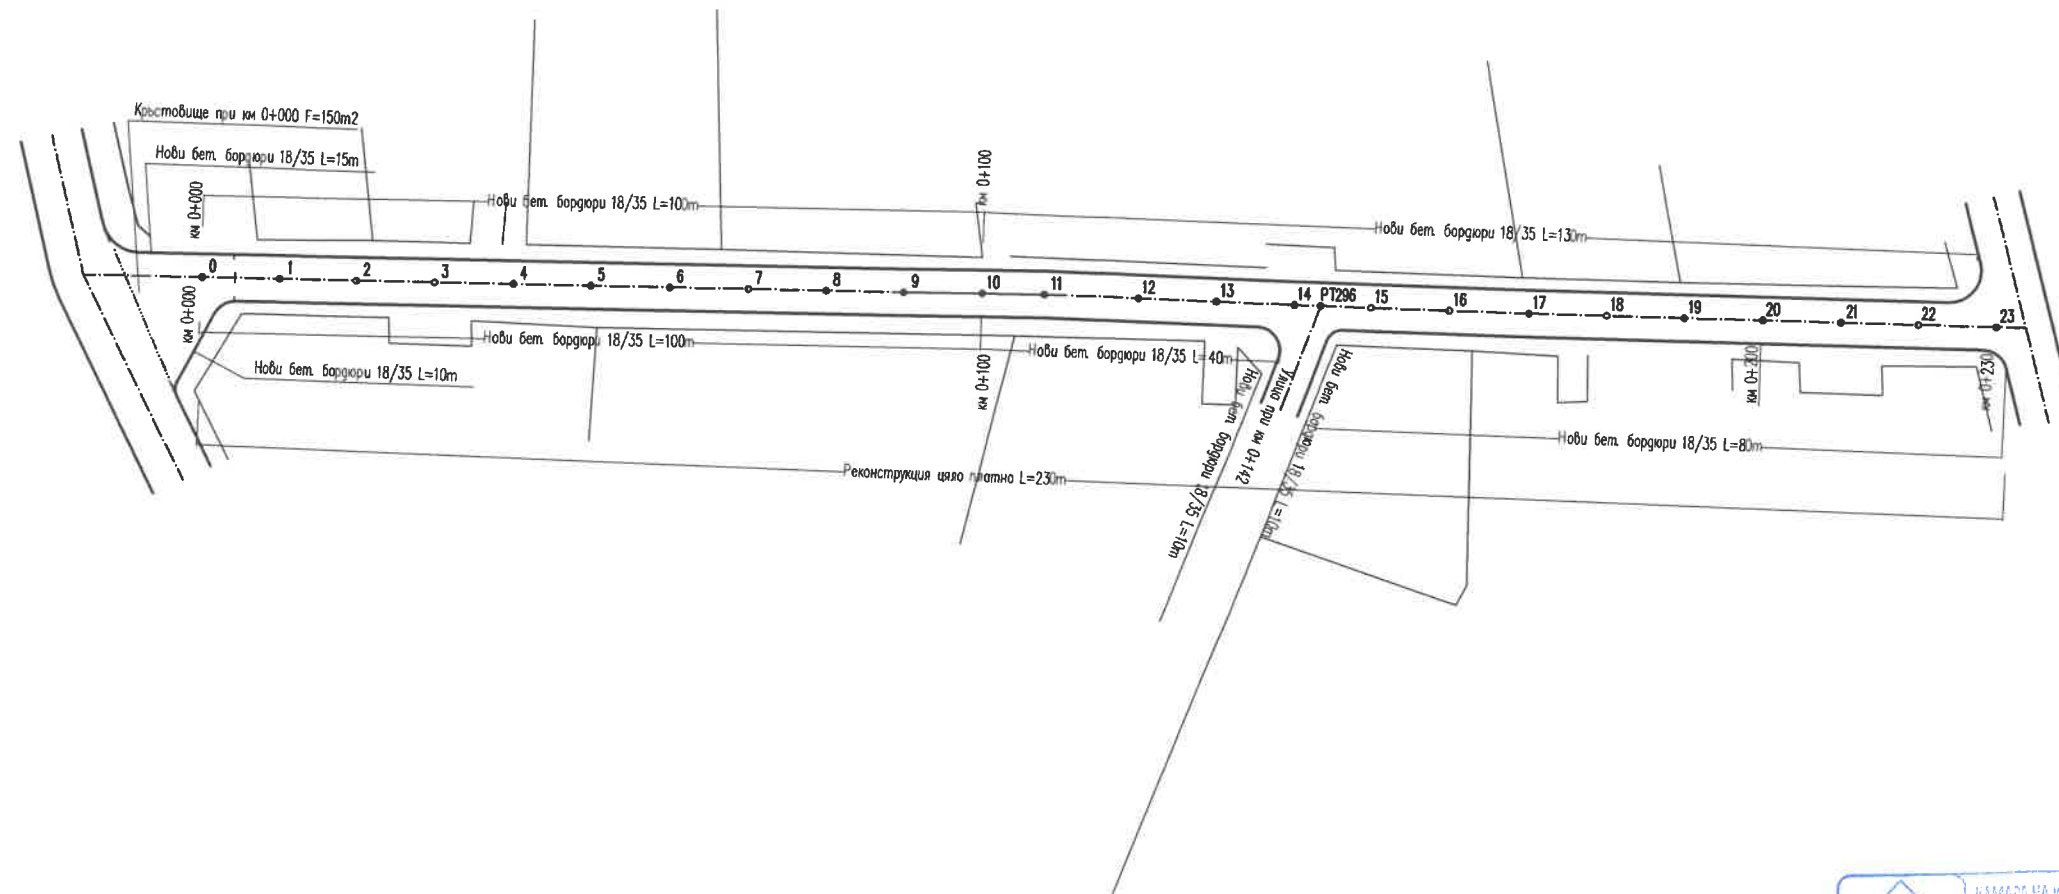 Кръстовище при км 0+000 F=150m2
Нови бет. бордюри 18/35 L=15m
км 0+000
Нови бет. бордюри 18/35 L=100m
км 0+100
Нови бет. бордюри 18/35 L=130m
0 1 2 3 4 5 6 7 8 9 10 11 12 13 14 PT296 15 16 17 18 19 20 21 22 23
км 0+000
Нови бет. бордюри 18/35 L=100m
Нови бет. бордюри 18/35 L=40m
Нови бет. бордюри 18/35 L=10m
км 0+100
Нови бет. бордюри 18/35 L=10m
Улица при км 0+142
Нови бет. бордюри 18/35 L=10m
км 0+200
км 0+230
Нови бет. бордюри 18/35 L=80m
Реконструкция цяло платно L=230m